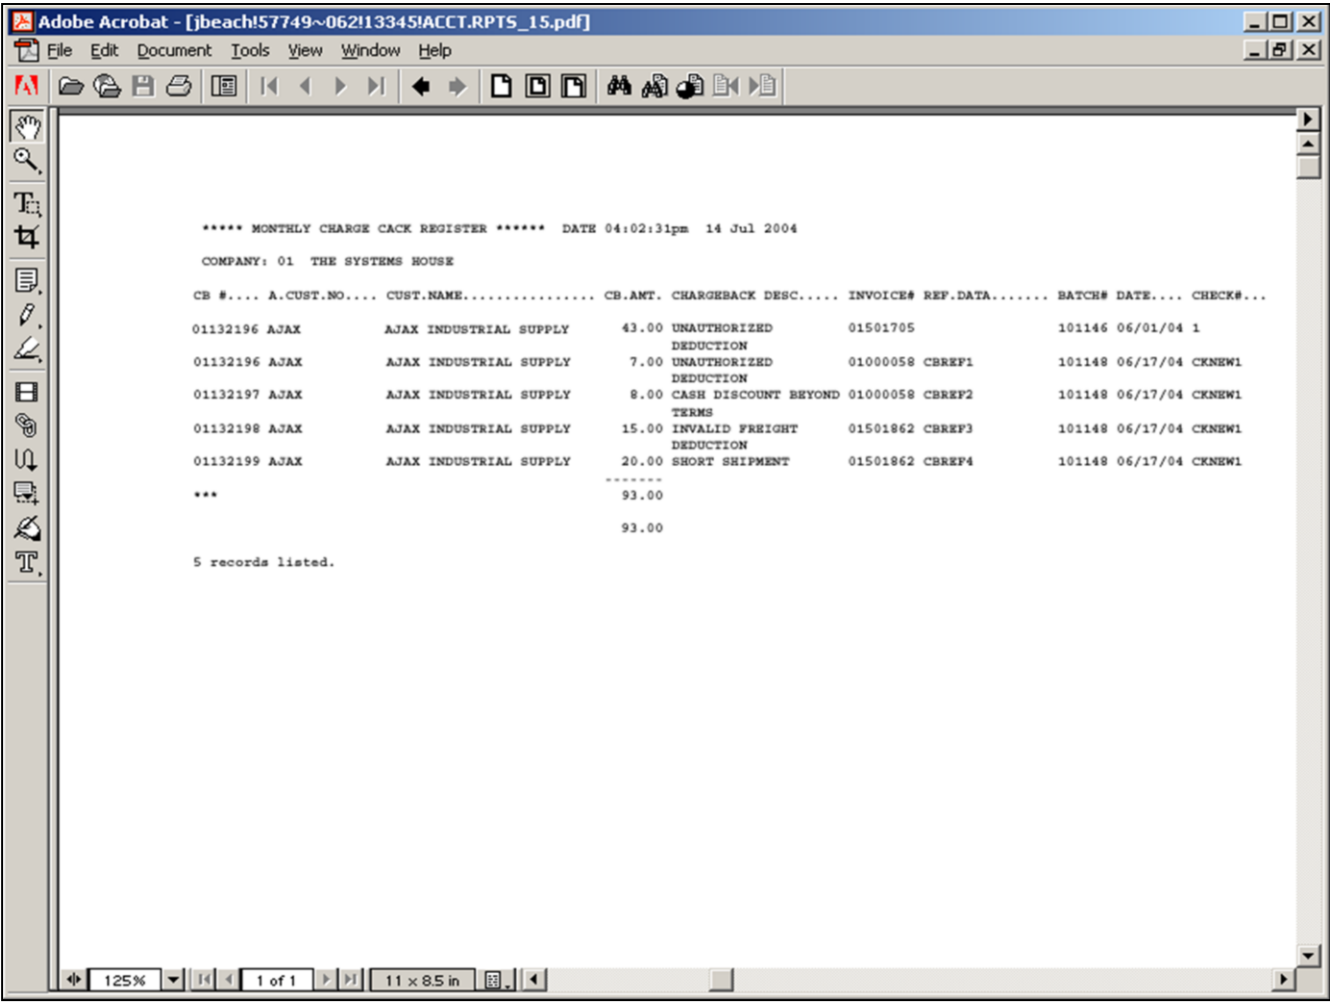 Adobe Acrobat - [jbeach!57749~062!13345!ACCT.RPTS_15.pdf]
File Edit Document Tools View Window Help
***** MONTHLY CHARGE CACK REGISTER ****** DATE 04:02:31pm 14 Jul 2004
COMPANY: 01 THE SYSTEMS HOUSE
CB #.... A.CUST.NO.... CUST.NAME............... CB.AMT. CHARGEBACK DESC..... INVOICE# REF.DATA....... BATCH# DATE.... CHECK#...
01132196 AJAX AJAX INDUSTRIAL SUPPLY 43.00 UNAUTHORIZED 01501705 101146 06/01/04 1
DEDUCTION
01132196 AJAX AJAX INDUSTRIAL SUPPLY 7.00 UNAUTHORIZED 01000058 CBREF1 101148 06/17/04 CKNEW1
DEDUCTION
01132197 AJAX AJAX INDUSTRIAL SUPPLY 8.00 CASH DISCOUNT BEYOND 01000058 CBREF2 101148 06/17/04 CKNEW1
TERMS
01132198 AJAX AJAX INDUSTRIAL SUPPLY 15.00 INVALID FREIGHT 01501862 CBREF3 101148 06/17/04 CKNEW1
DEDUCTION
01132199 AJAX AJAX INDUSTRIAL SUPPLY 20.00 SHORT SHIPMENT 01501862 CBREF4 101148 06/17/04 CKNEW1
-------
*** 93.00
93.00
5 records listed.
125% 1 of 1 11 x 8.5 in